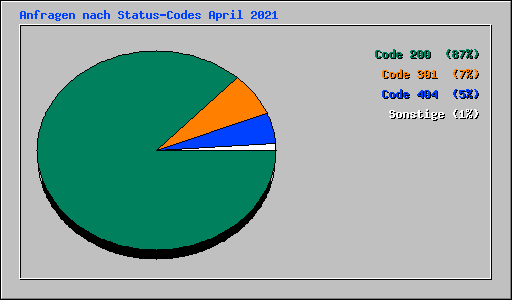 Anfragen nach Status-Codes April 2021
Code 200 (87%)
Code 301 (7%)
Code 404 (5%)
Sonstige (1%)